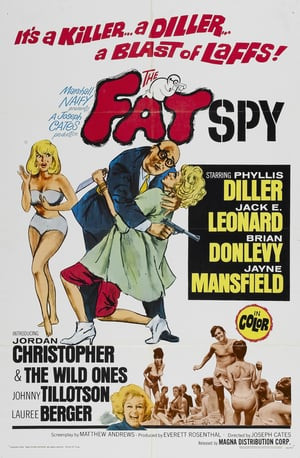 IT'S A KILLER... A DILLER...
A BLAST OF LAFFS!
Marshall
NAIFY
presents
A JOSEPH
CATES
production
THE
FAT SPY
STARRING PHYLLIS
DILLER
JACK E.
LEONARD
BRIAN
DONLEVY
JAYNE
MANSFIELD
IN
COLOR
INTRODUCING
JORDAN
CHRISTOPHER
& THE WILD ONES
JOHNNY
TILLOTSON
LAUREE
BERGER
Screenplay by MATTHEW ANDREWS · Produced by EVERETT ROSENTHAL · Directed by JOSEPH CATES
Released by MAGNA DISTRIBUTION CORP.